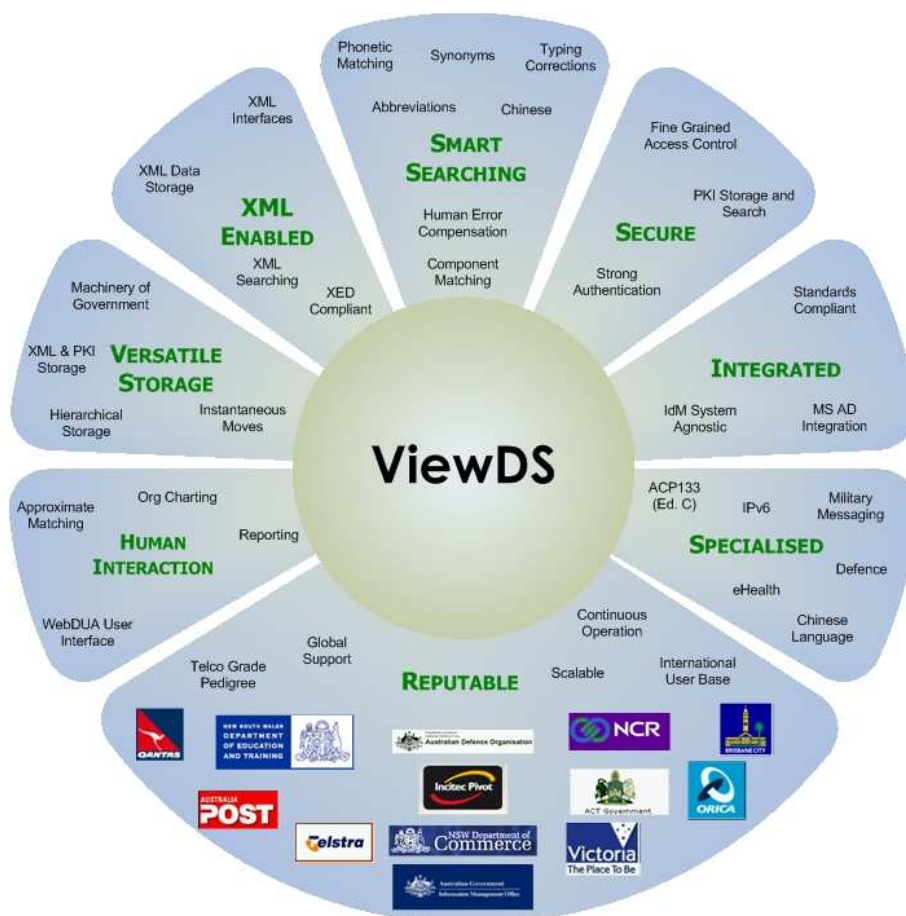 Phonetic
Matching
Synonyms
Typing
Corrections
Abbreviations
Chinese
SMART
SEARCHING
Human Error
Compensation
Component
Matching
XML
Interfaces
XML Data
Storage
XML
ENABLED
XML
Searching
XED
Compliant
Fine Grained
Access Control
PKI Storage and
Search
SECURE
Strong
Authentication
Machinery of
Government
XML & PKI
Storage
VERSATILE
STORAGE
Hierarchical
Storage
Instantaneous
Moves
Standards
Compliant
INTEGRATED
IdM System
Agnostic
MS AD
Integration
ViewDS
Approximate
Matching
Org Charting
Reporting
HUMAN
INTERACTION
WebDUA User
Interface
ACP133
(Ed. C)
IPv6
Military
Messaging
SPECIALISED
Defence
eHealth
Chinese
Language
Telco Grade
Pedigree
Global
Support
REPUTABLE
Continuous
Operation
Scalable
International
User Base
QANTAS
NEW SOUTH WALES
DEPARTMENT
OF EDUCATION
AND TRAINING
Australian Defence Organisation
NCR
BRISBANE CITY
AUSTRALIA
POST
Incitec Pivot
ACT Government
ORICA
Telstra
NSW Department of
Commerce
Victoria
The Place To Be
Australian Government
Information Management Office